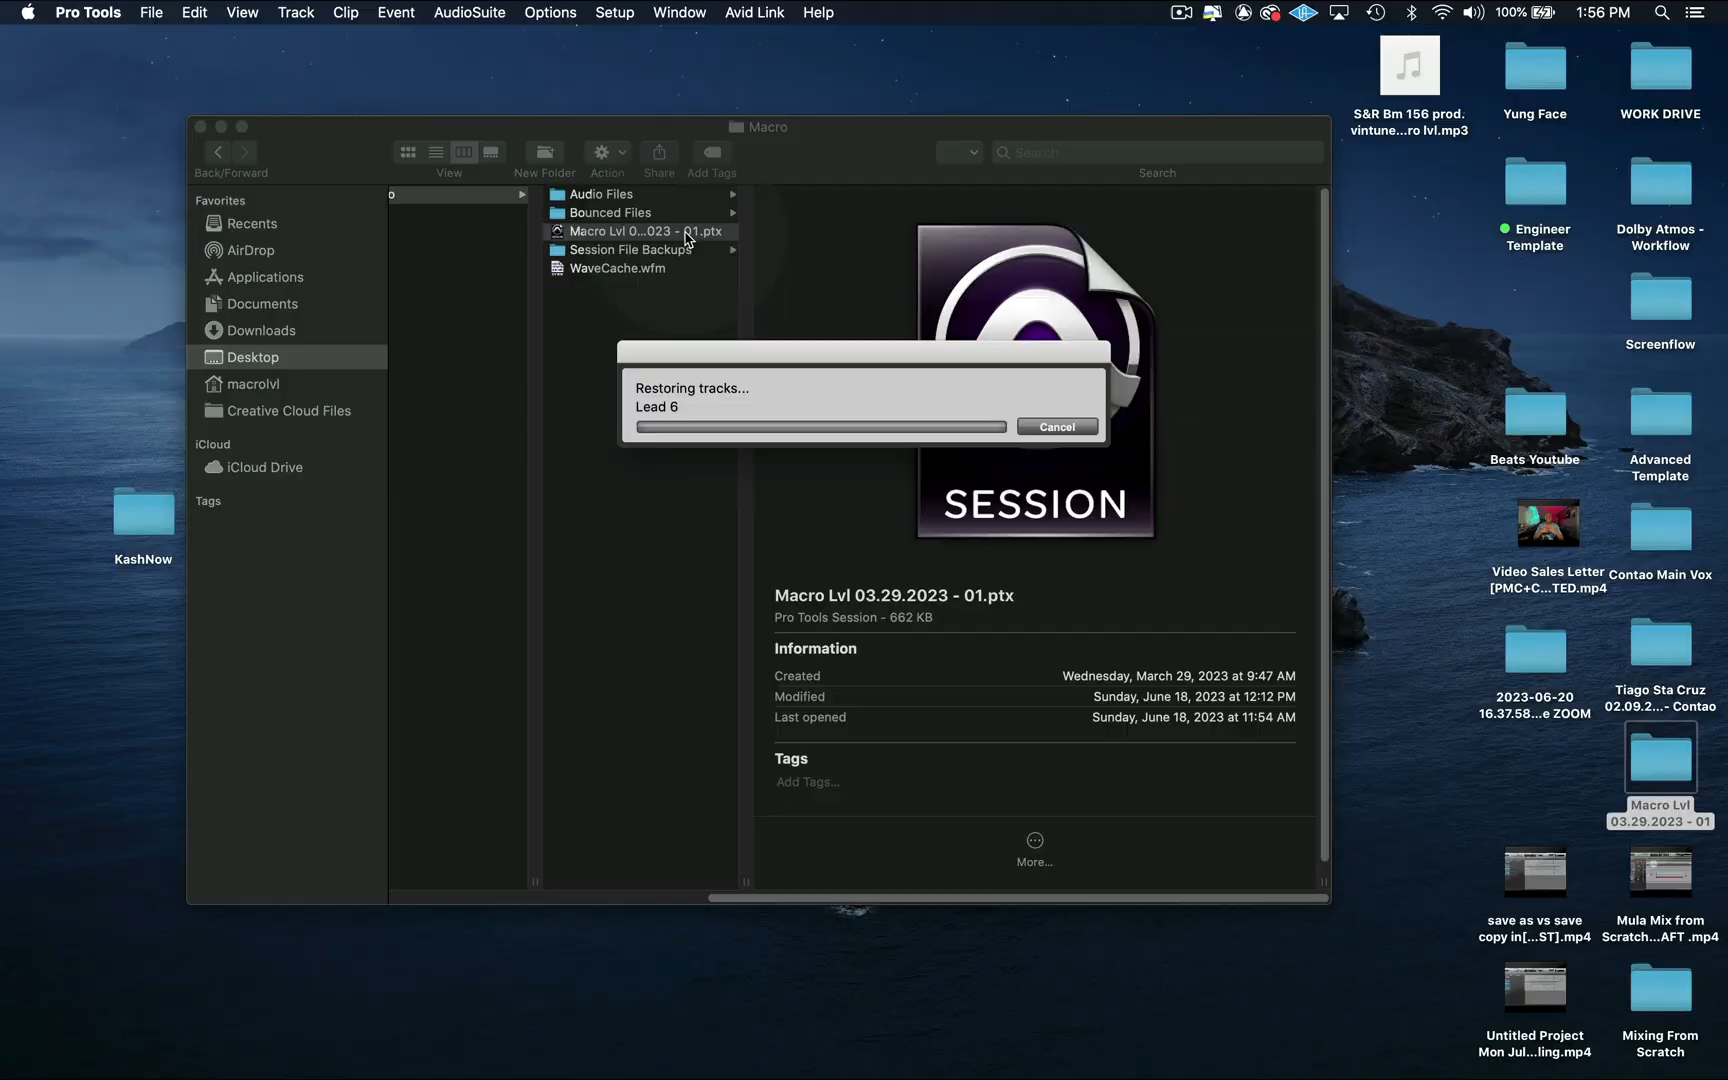 Pro Tools File Edit View Track Clip Event AudioSuite Options Setup Window Avid Link Help 100% 1:56 PM
Macro
Back/Forward
View
New Folder
Action
Share
Add Tags
Search
Search
Favorites
Recents
AirDrop
Applications
Documents
Downloads
Desktop
macrolvl
Creative Cloud Files
iCloud
iCloud Drive
Tags
o
Audio Files
Bounced Files
Macro Lvl 0...023 - 01.ptx
Session File Backups
WaveCache.wfm
Restoring tracks...
Lead 6
Cancel
SESSION
Macro Lvl 03.29.2023 - 01.ptx
Pro Tools Session - 662 KB
Information
Created Wednesday, March 29, 2023 at 9:47 AM
Modified Sunday, June 18, 2023 at 12:12 PM
Last opened Sunday, June 18, 2023 at 11:54 AM
Tags
Add Tags...
More...
KashNow
S&R Bm 156 prod.
vintune...ro lvl.mp3
Yung Face
WORK DRIVE
Engineer
Template
Dolby Atmos -
Workflow
Screenflow
Beats Youtube
Advanced
Template
Video Sales Letter
[PMC+C...TED.mp4
Contao Main Vox
2023-06-20
16.37.58...e ZOOM
Tiago Sta Cruz
02.09.2...- Contao
Macro Lvl
03.29.2023 - 01
save as vs save
copy in[...ST].mp4
Mula Mix from
Scratch...AFT .mp4
Untitled Project
Mon Jul...ling.mp4
Mixing From
Scratch